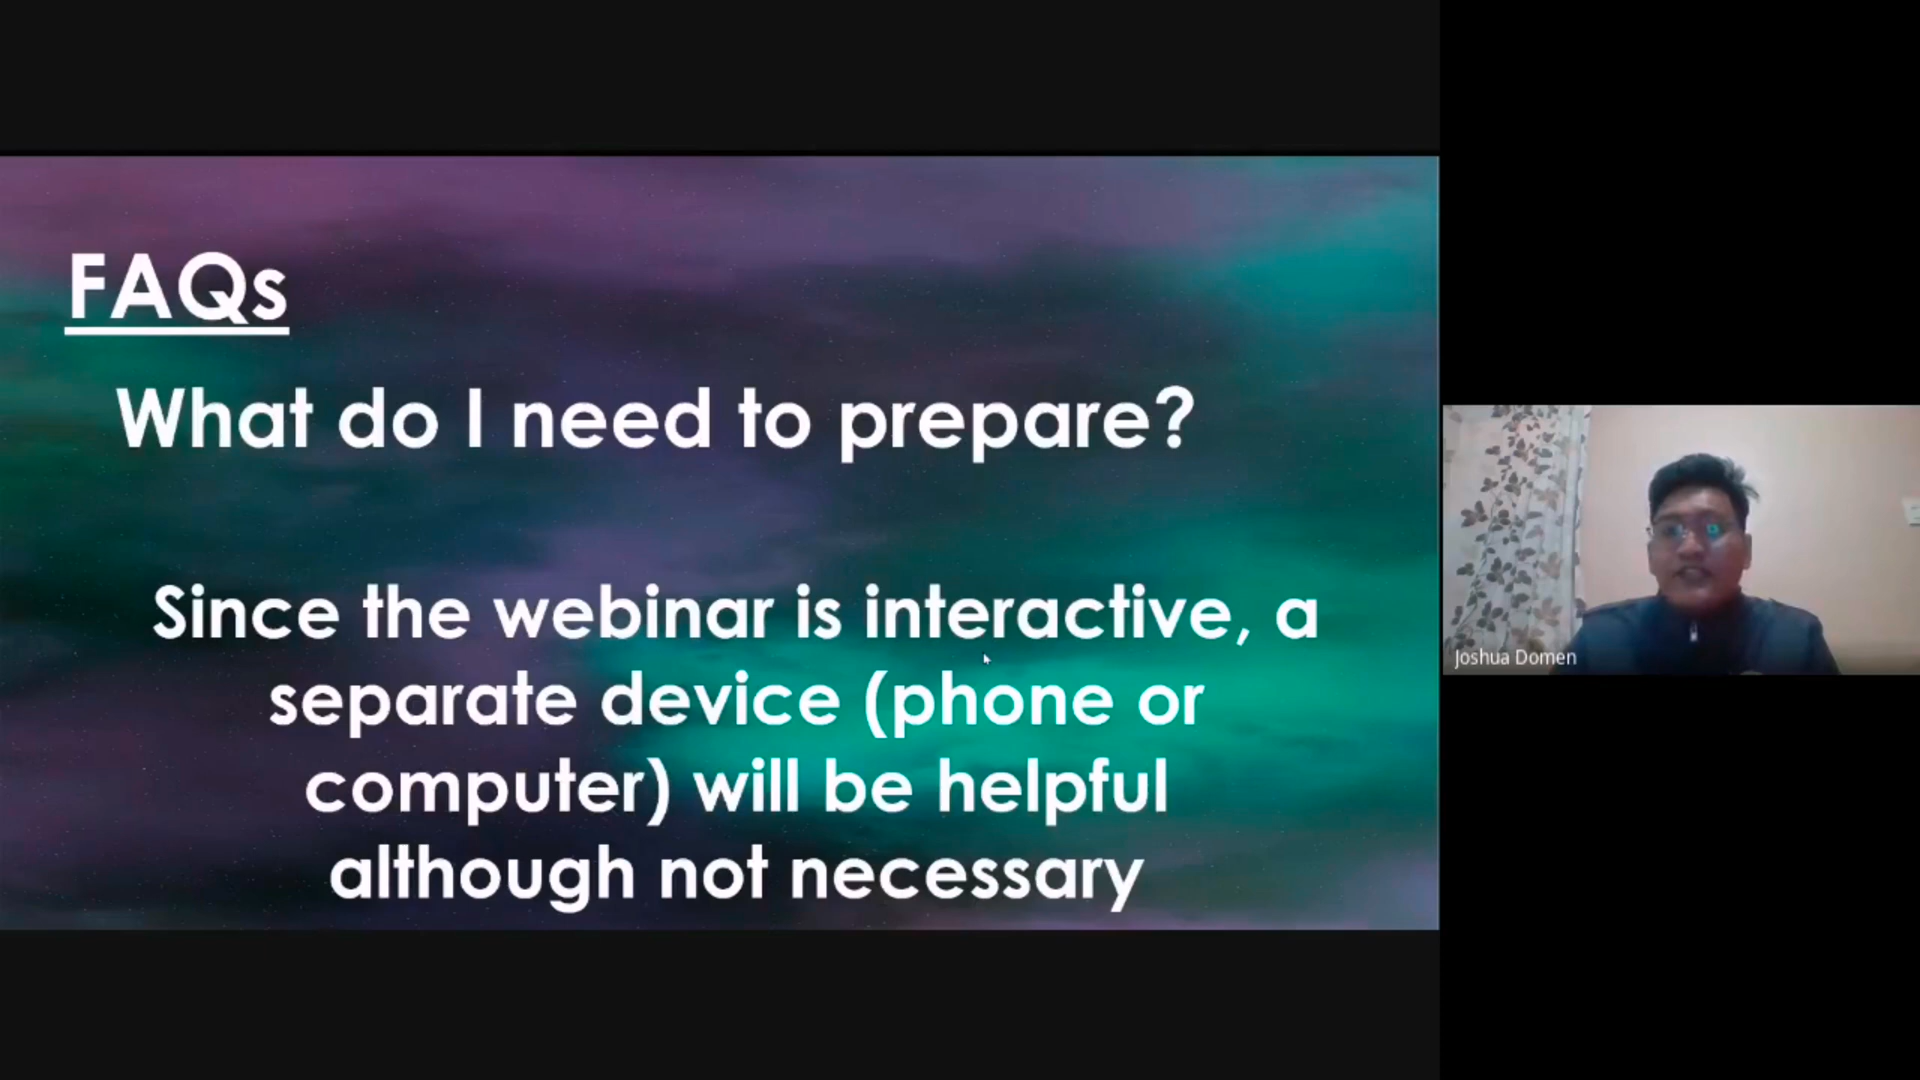 FAQs
What do I need to prepare?
Since the webinar is interactive, a
separate device (phone or
computer) will be helpful
although not necessary
Joshua Domen